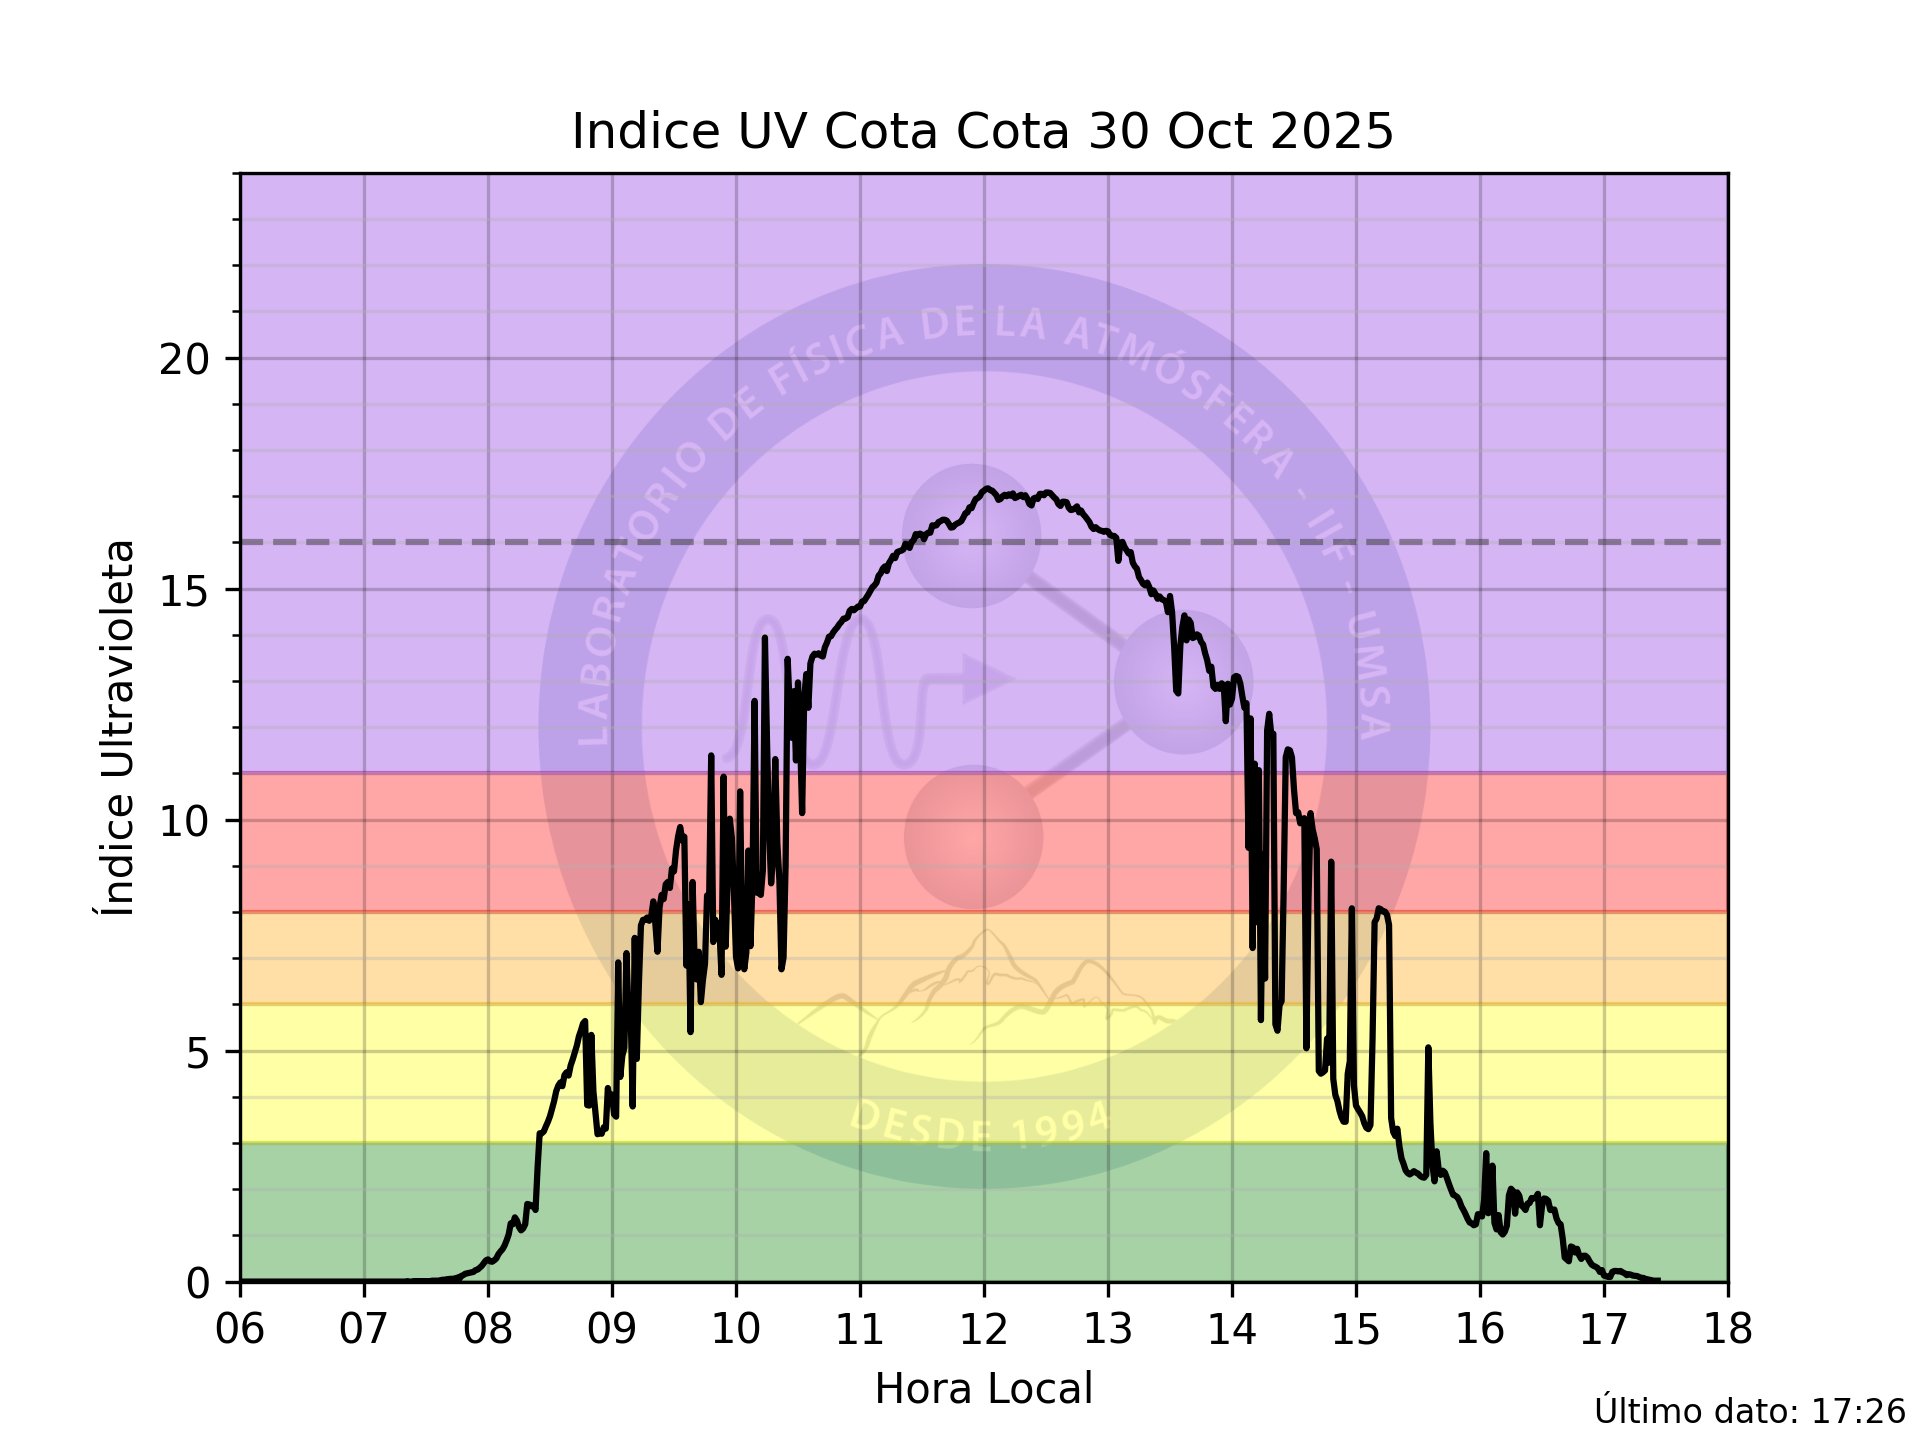 Indice UV Cota Cota 30 Oct 2025
20
15
10
5
0
Índice Ultravioleta
LABORATORIO DE FÍSICA DE LA ATMÓSFERA - IIF - UMSA
DESDE 1994
06 07 08 09 10 11 12 13 14 15 16 17 18
Hora Local
Último dato: 17:26